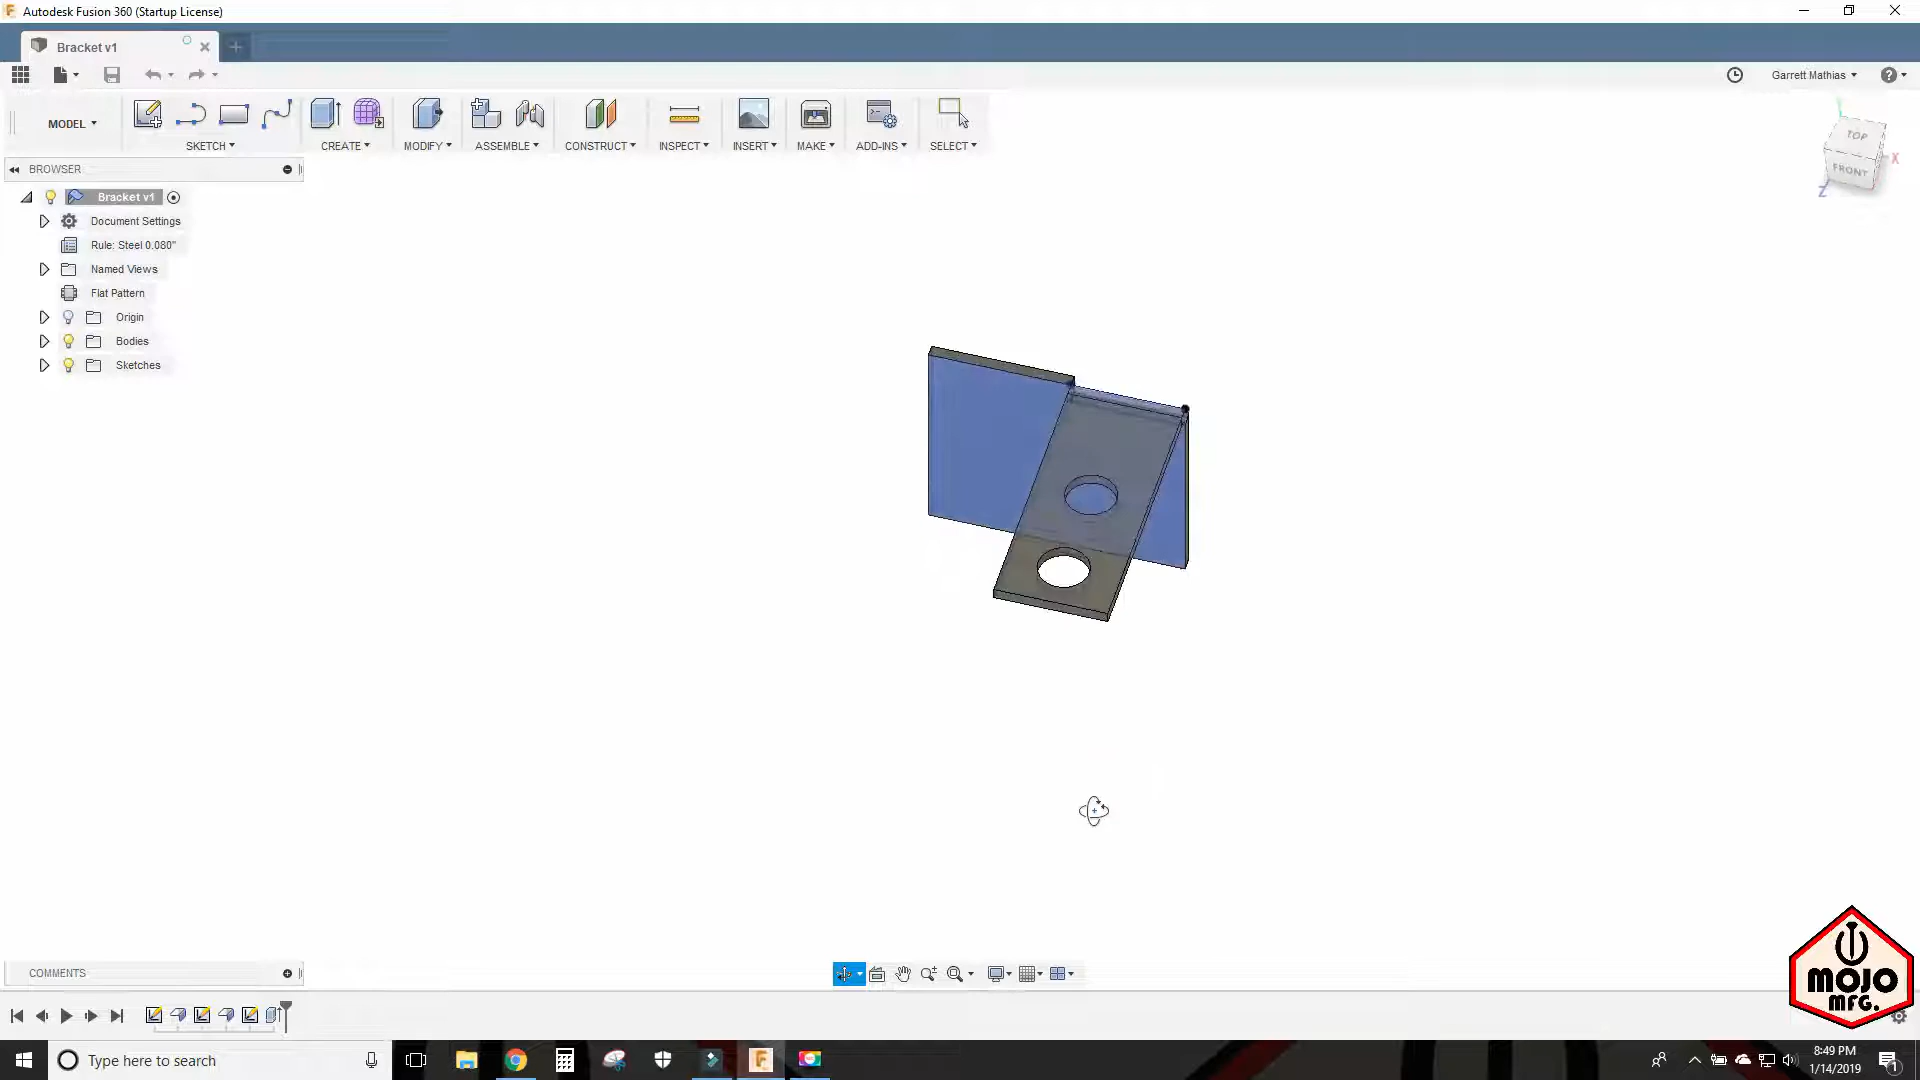 Autodesk Fusion 360 (Startup License)
Bracket v1
Garrett Mathias
MODEL
SKETCH
CREATE
MODIFY
ASSEMBLE
CONSTRUCT
INSPECT
INSERT
MAKE
ADD-INS
SELECT
TOP
FRONT
X
Z
BROWSER
Bracket v1
Document Settings
Rule: Steel 0.080"
Named Views
Flat Pattern
Origin
Bodies
Sketches
COMMENTS
MOJO
MFG.
Type here to search
8:49 PM
1/14/2019
1